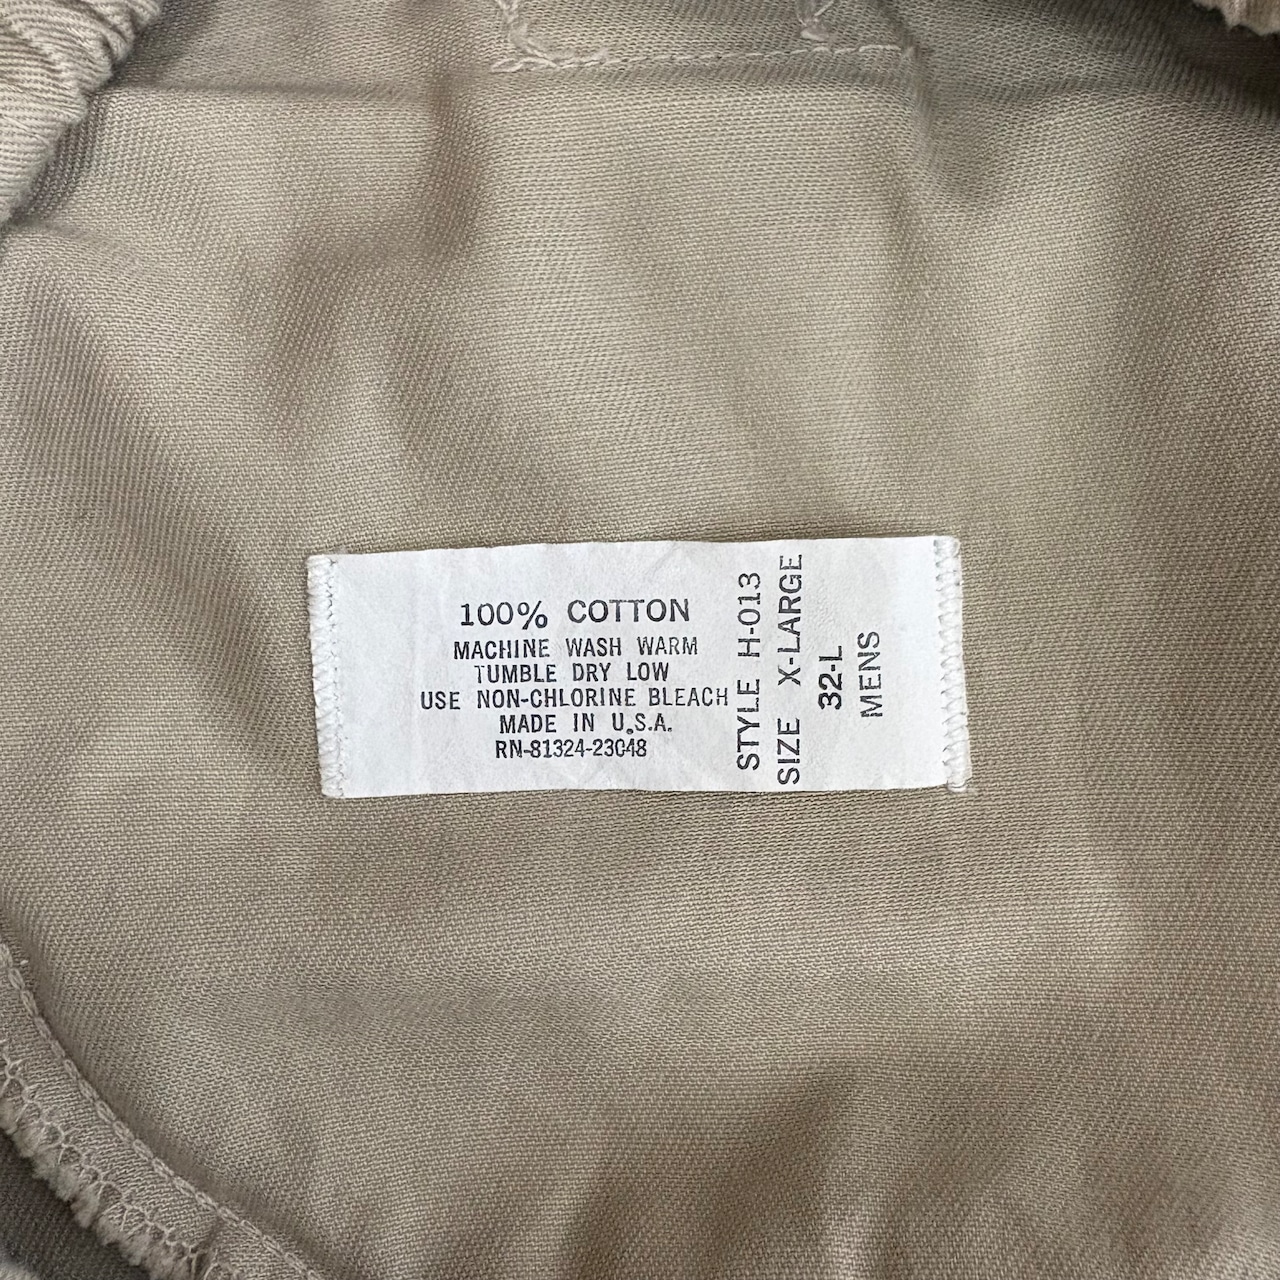 100% COTTON
MACHINE WASH WARM
TUMBLE DRY LOW
USE NON-CHLORINE BLEACH
MADE IN U.S.A.
RN-81324-23048
STYLE H-013
SIZE X-LARGE
32-L
MENS